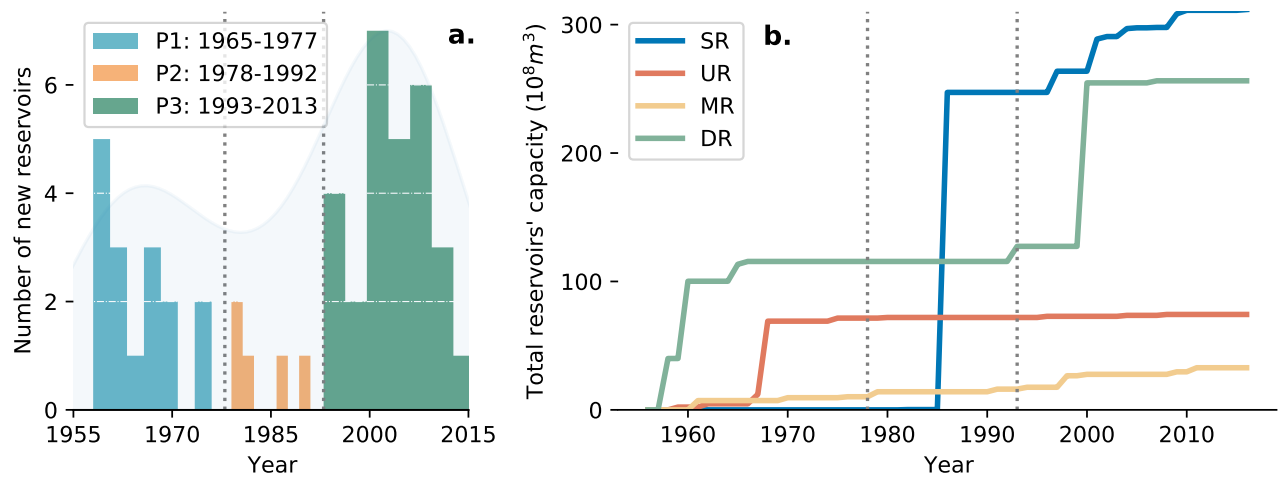 a.
P1: 1965-1977
P2: 1978-1992
P3: 1993-2013
Number of new reservoirs
6
4
2
0
1955 1970 1985 2000 2015
Year
b.
SR
UR
MR
DR
Total reservoirs' capacity (10⁸m³)
300
200
100
0
1960 1970 1980 1990 2000 2010
Year